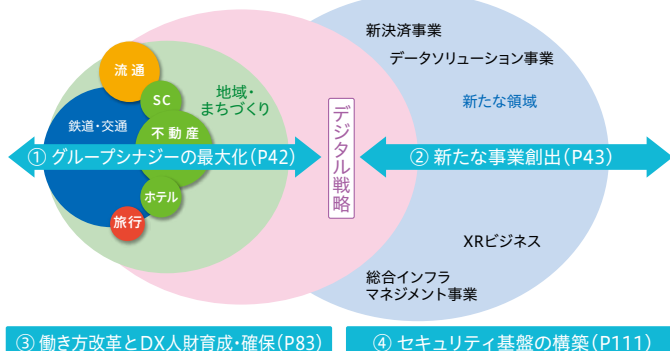 新決済事業
データソリューション事業
流通
SC
地域・
まちづくり
新たな領域
鉄道・交通
不動産
デジタル戦略
① グループシナジーの最大化(P42)
② 新たな事業創出(P43)
ホテル
旅行
XRビジネス
総合インフラ
マネジメント事業
③ 働き方改革とDX人財育成・確保(P83)
④ セキュリティ基盤の構築(P111)